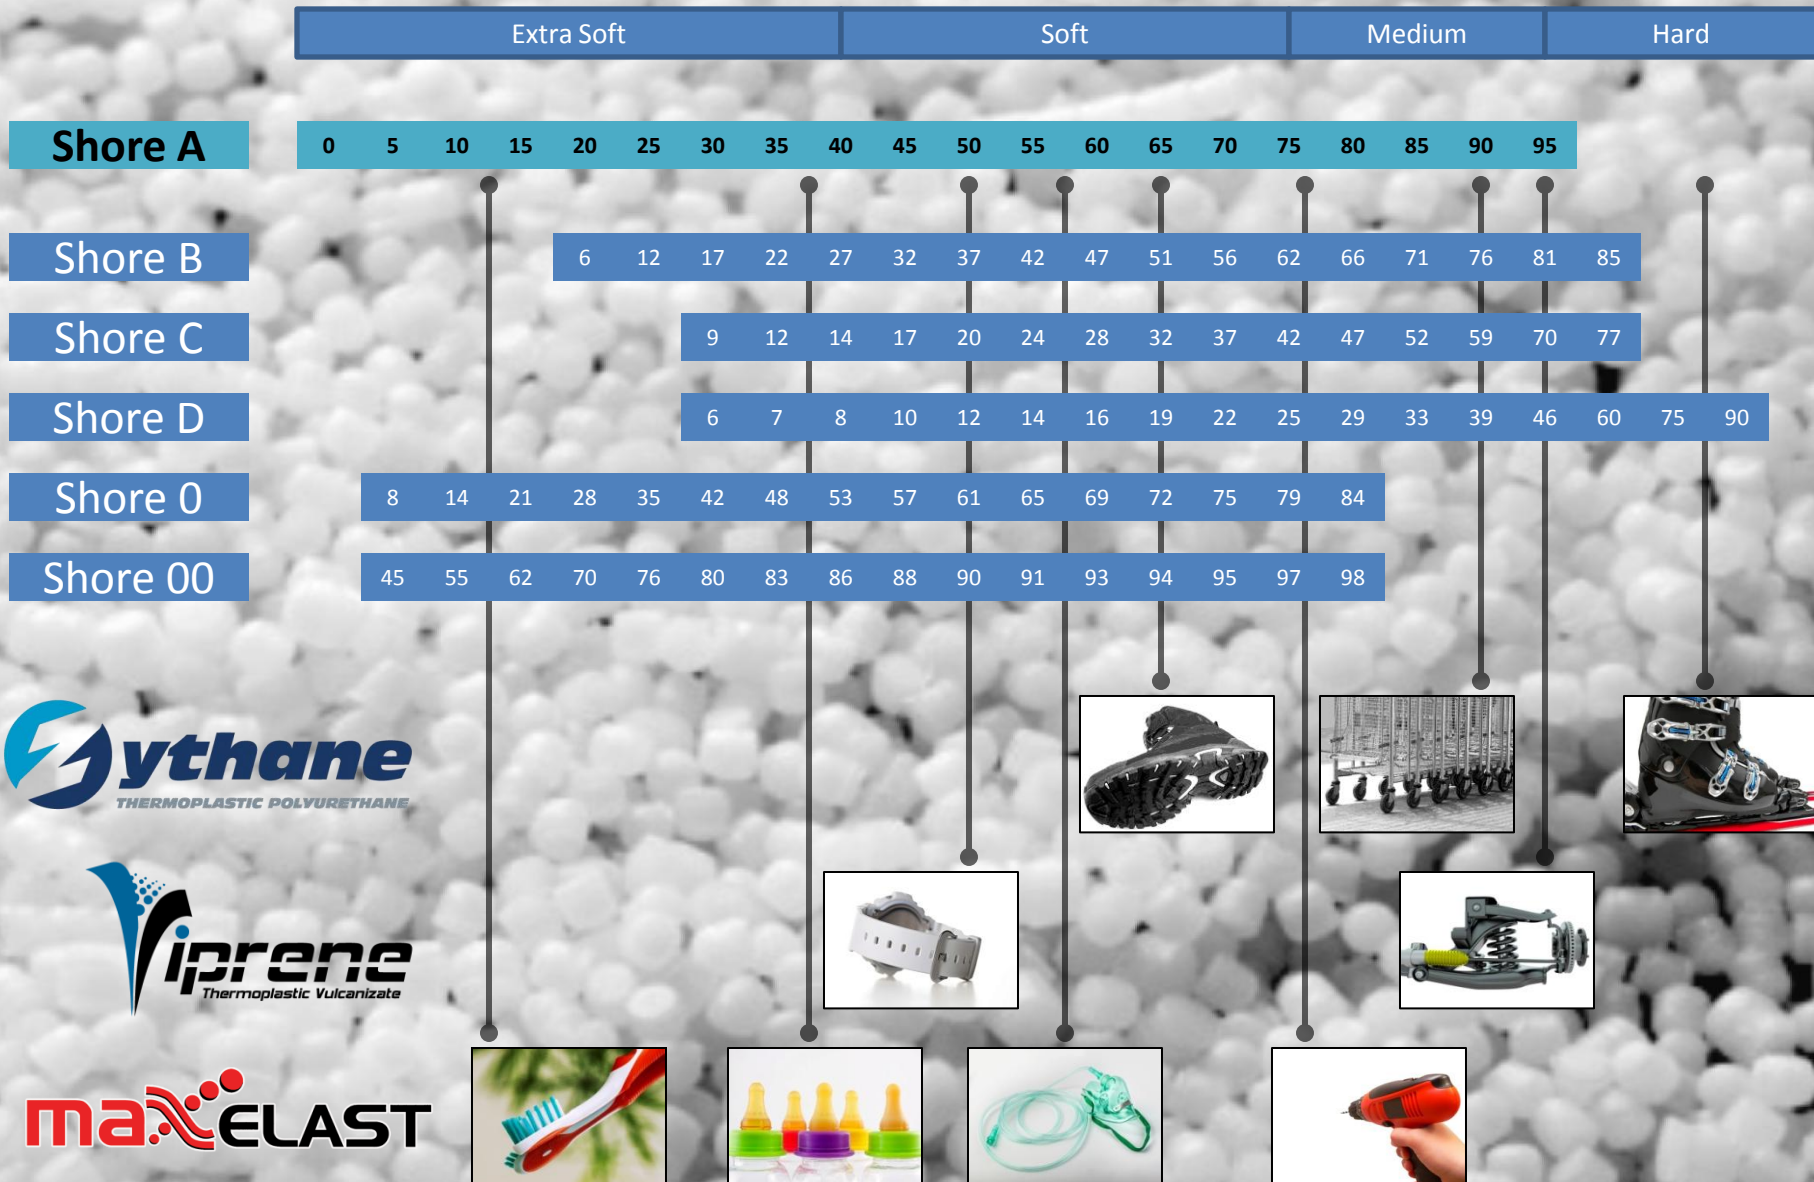 Extra Soft Soft Medium Hard
Shore A 0 5 10 15 20 25 30 35 40 45 50 55 60 65 70 75 80 85 90 95
Shore B 6 12 17 22 27 32 37 42 47 51 56 62 66 71 76 81 85
Shore C 9 12 14 17 20 24 28 32 37 42 47 52 59 70 77
Shore D 6 7 8 10 12 14 16 19 22 25 29 33 39 46 60 75 90
Shore 0 8 14 21 28 35 42 48 53 57 61 65 69 72 75 79 84
Shore 00 45 55 62 70 76 80 83 86 88 90 91 93 94 95 97 98
Sythane
THERMOPLASTIC POLYURETHANE
Viprene
Thermoplastic Vulcanizate
maxELAST